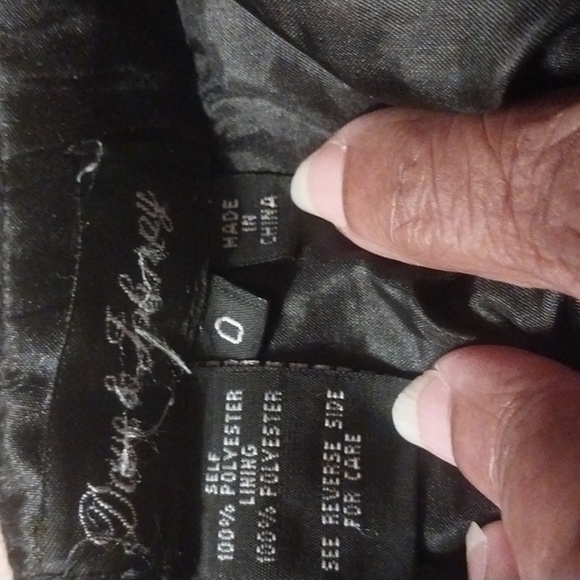 MADE
IN
CHINA
0
SELF
100% POLYESTER
LINING
100% POLYESTER
SEE REVERSE SIDE
FOR CARE